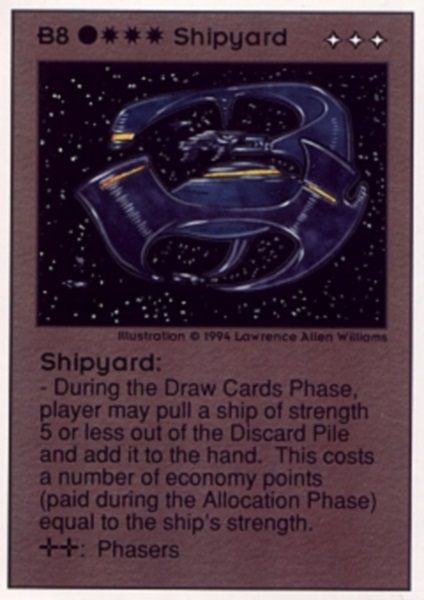 B8 Shipyard
Illustration © 1994 Lawrence Allen Williams
Shipyard:
- During the Draw Cards Phase,
player may pull a ship of strength
5 or less out of the Discard Pile
and add it to the hand. This costs
a number of economy points
(paid during the Allocation Phase)
equal to the ship's strength.
: Phasers